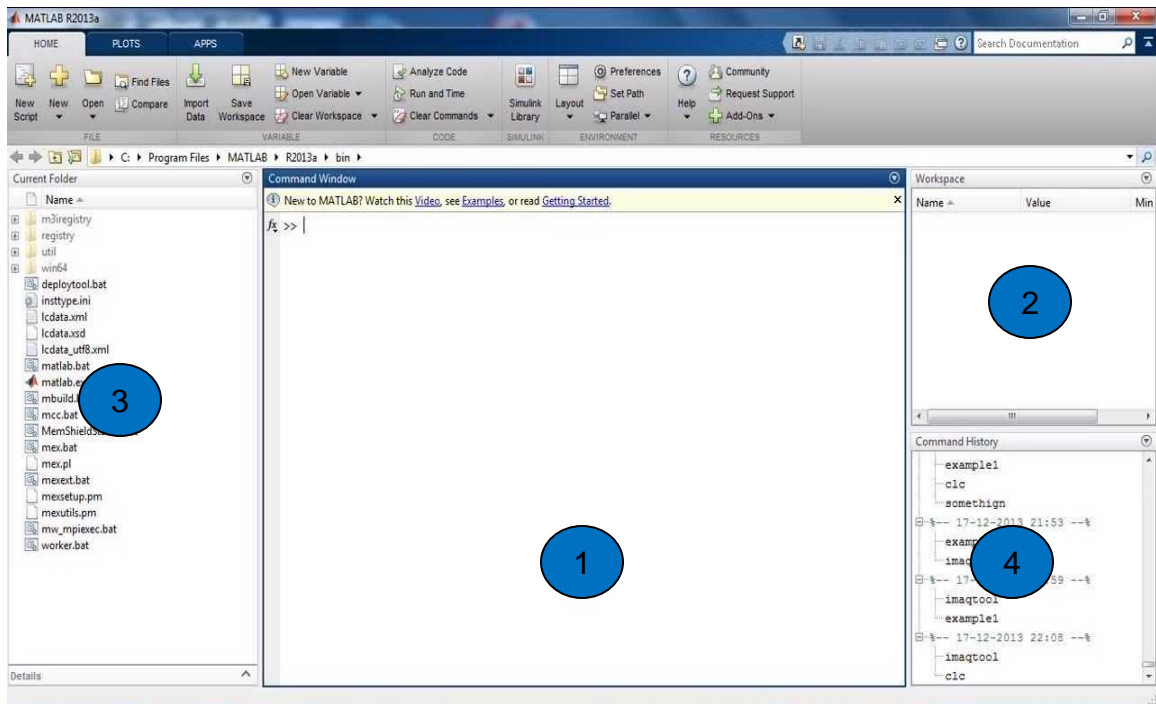 MATLAB R2013a
HOME PLOTS APPS
Search Documentation
New Script
New
Open
Find Files
Compare
FILE
Import Data
Save Workspace
New Variable
Open Variable
Clear Workspace
VARIABLE
Analyze Code
Run and Time
Clear Commands
CODE
Simulink Library
SIMULINK
Layout
Preferences
Set Path
Parallel
ENVIRONMENT
Help
Community
Request Support
Add-Ons
RESOURCES
C: Program Files MATLAB R2013a bin
Current Folder
Name
m3iregistry
registry
util
win64
deploytool.bat
insttype.ini
lcdata.xml
lcdata.xsd
lcdata_utf8.xml
matlab.bat
3
mcc.bat
mex.bat
mex.pl
mexext.bat
mexsetup.pm
mexutils.pm
mw_mpiexec.bat
worker.bat
Details
Command Window
New to MATLAB? Watch this Video, see Examples, or read Getting Started.
fx >>
1
Workspace
Name Value Min
2
Command History
example1
clc
somethign
%-- 17-12-2013 21:53 --%
4
imaqtool
example1
%-- 17-12-2013 22:08 --%
imaqtool
clc